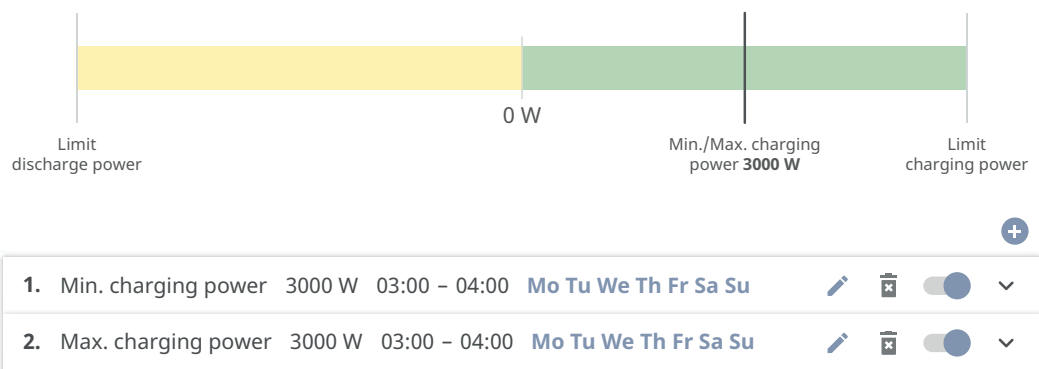 0 W
Limit
discharge power
Min./Max. charging
power 3000 W
Limit
charging power
1. Min. charging power 3000 W 03:00 – 04:00 Mo Tu We Th Fr Sa Su
2. Max. charging power 3000 W 03:00 – 04:00 Mo Tu We Th Fr Sa Su